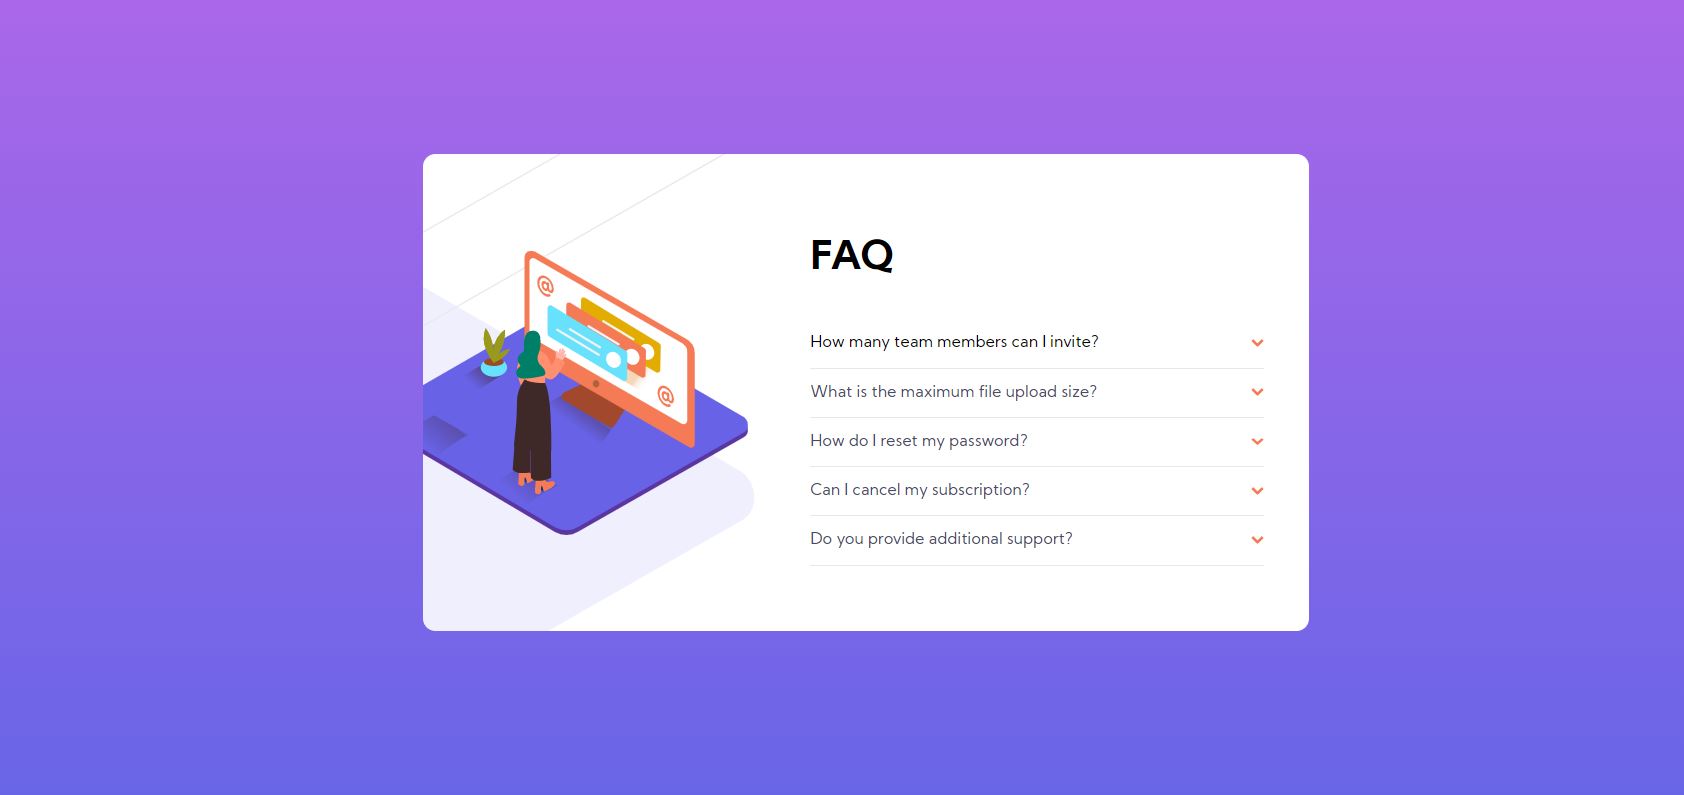 FAQ
How many team members can I invite?
What is the maximum file upload size?
How do I reset my password?
Can I cancel my subscription?
Do you provide additional support?
@
@